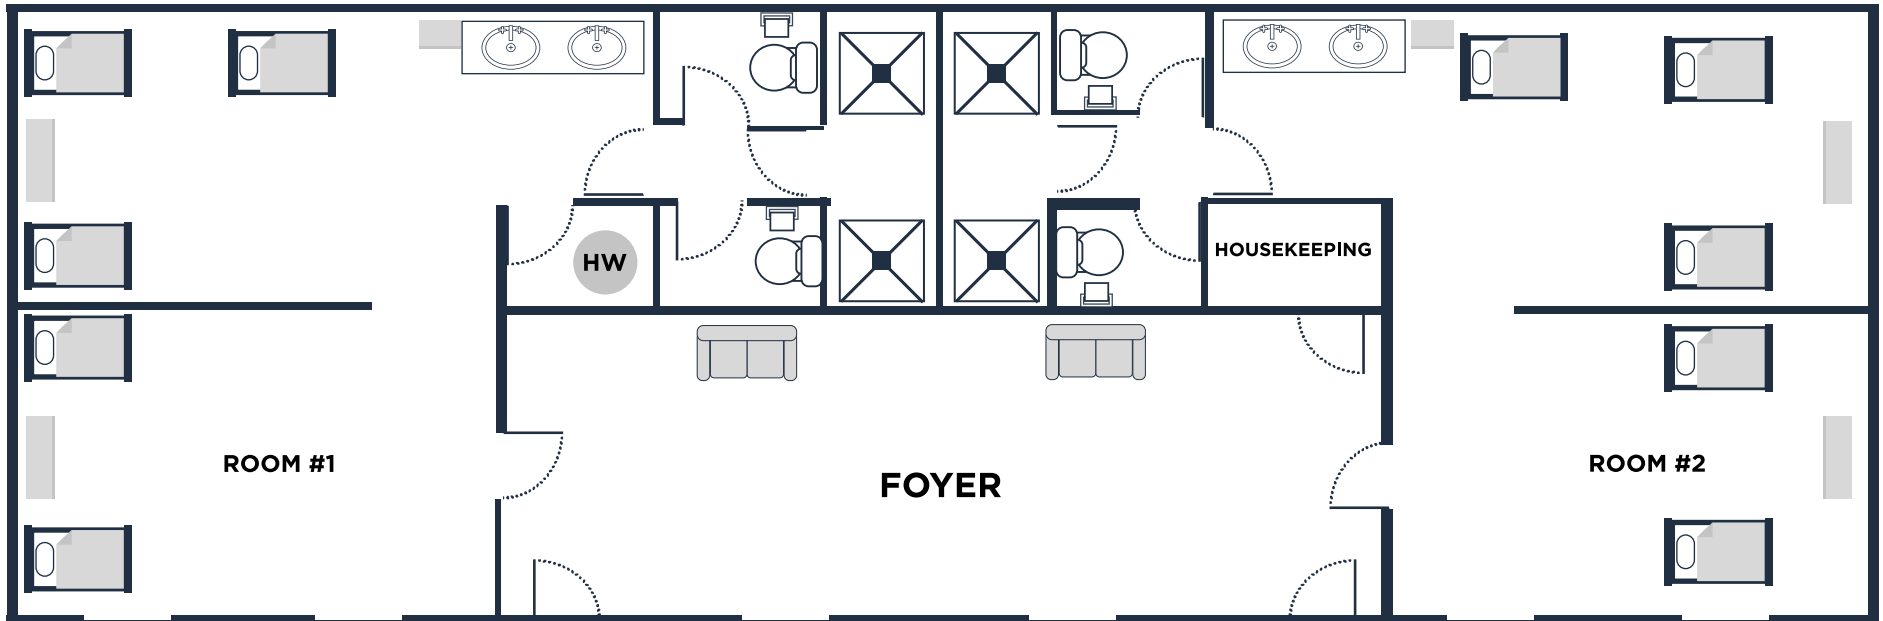 HW
HOUSEKEEPING
ROOM #1
FOYER
ROOM #2